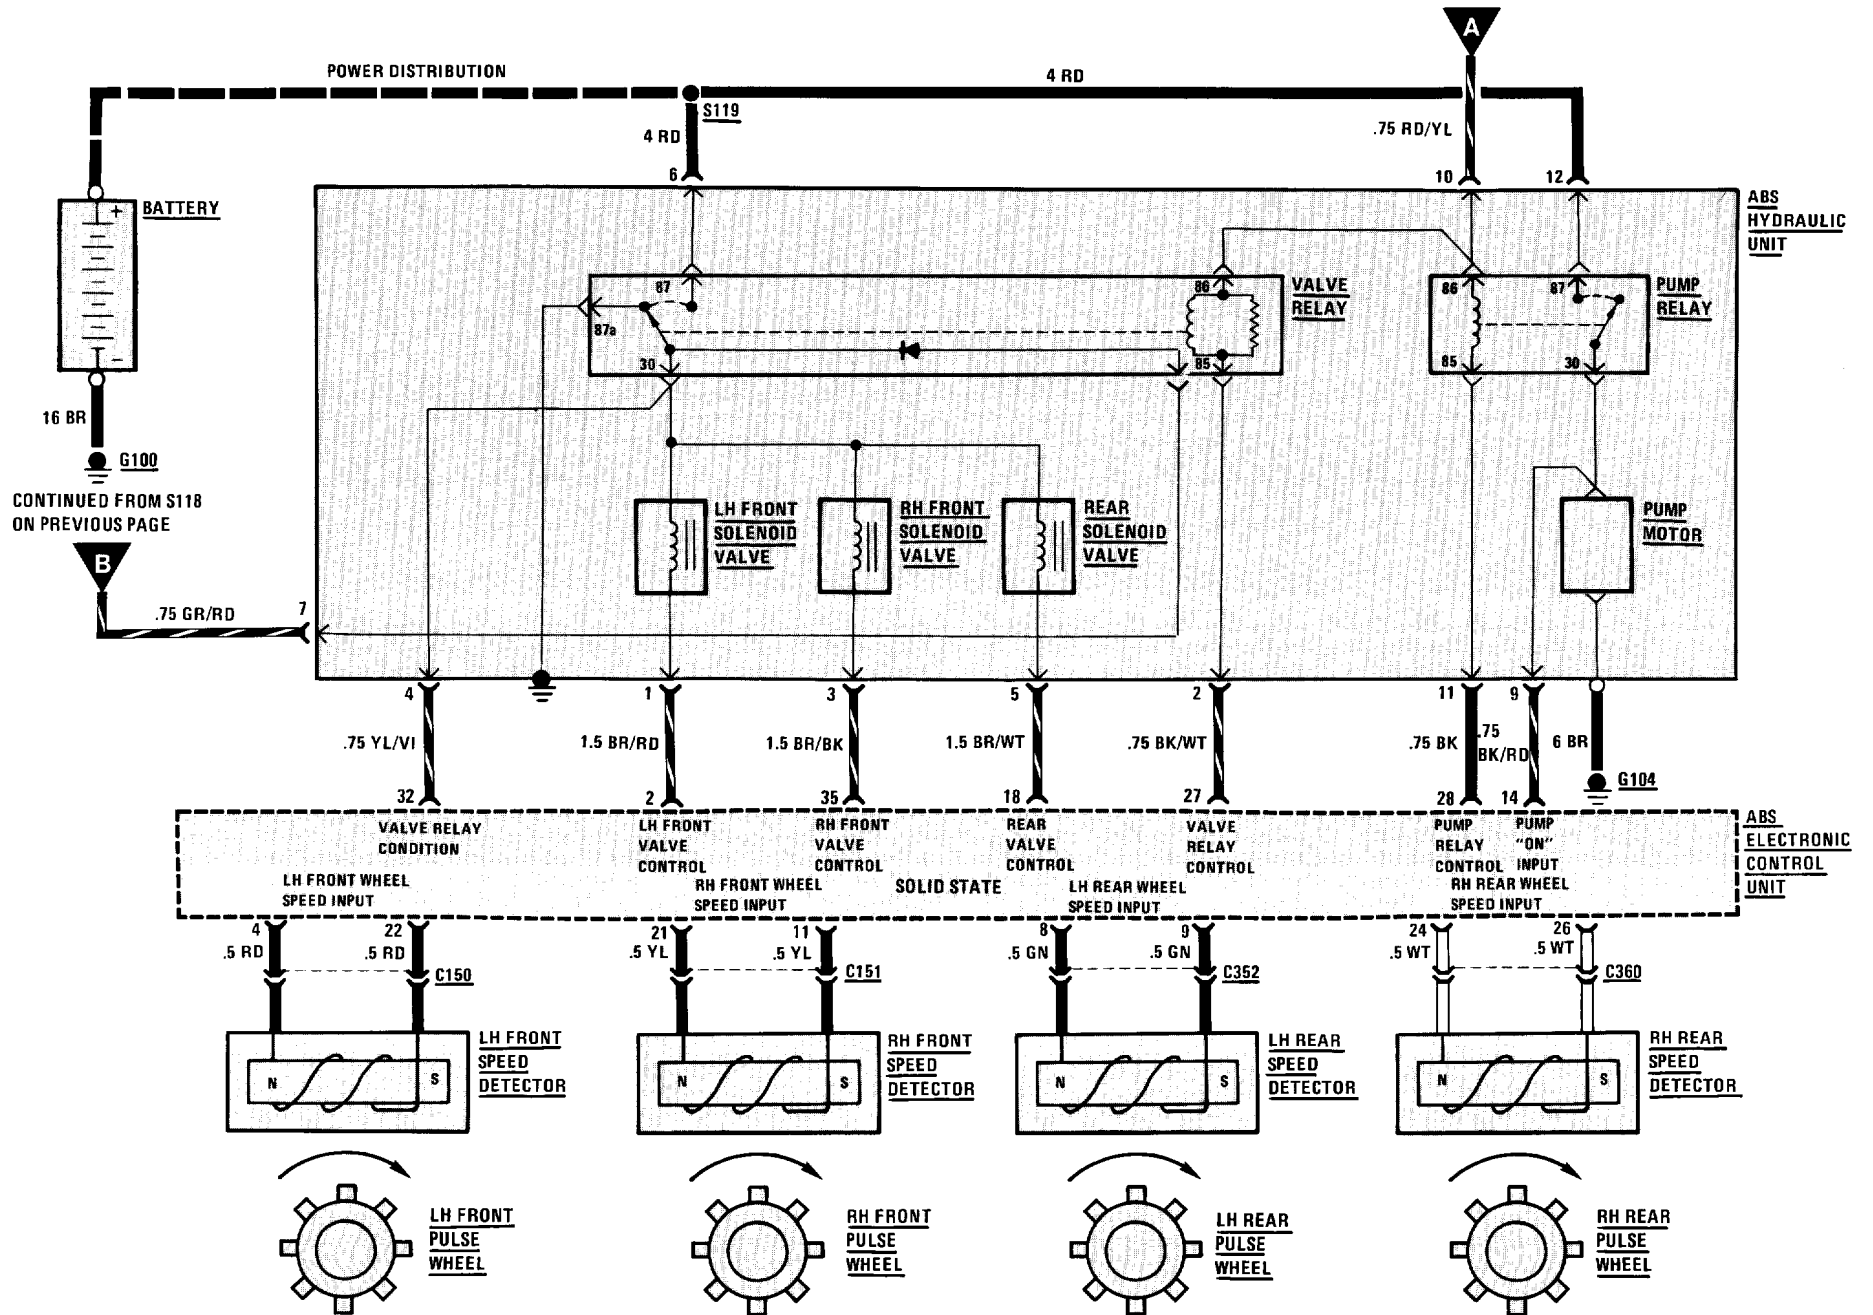 A
POWER DISTRIBUTION
4 RD
S119
4 RD
.75 RD/YL
6
10
12
BATTERY
+
-
ABS
HYDRAULIC
UNIT
87
87a
30
86
85
VALVE
RELAY
86
87
85
30
PUMP
RELAY
16 BR
G100
CONTINUED FROM S118
ON PREVIOUS PAGE
B
.75 GR/RD
7
LH FRONT
SOLENOID
VALVE
RH FRONT
SOLENOID
VALVE
REAR
SOLENOID
VALVE
PUMP
MOTOR
4
1
3
5
2
11
9
.75 YL/VI
1.5 BR/RD
1.5 BR/BK
1.5 BR/WT
.75 BK/WT
.75 BK
.75
BK/RD
6 BR
G104
32
2
35
18
27
28
14
VALVE RELAY
CONDITION
LH FRONT
VALVE
CONTROL
RH FRONT
VALVE
CONTROL
REAR
VALVE
CONTROL
VALVE
RELAY
CONTROL
PUMP
RELAY
CONTROL
PUMP
"ON"
INPUT
ABS
ELECTRONIC
CONTROL
UNIT
LH FRONT WHEEL
SPEED INPUT
RH FRONT WHEEL
SPEED INPUT
SOLID STATE
LH REAR WHEEL
SPEED INPUT
RH REAR WHEEL
SPEED INPUT
4
22
21
11
8
9
24
26
.5 RD
.5 RD
.5 YL
.5 YL
.5 GN
.5 GN
.5 WT
.5 WT
C150
C151
C352
C360
N
S
LH FRONT
SPEED
DETECTOR
N
S
RH FRONT
SPEED
DETECTOR
N
S
LH REAR
SPEED
DETECTOR
N
S
RH REAR
SPEED
DETECTOR
LH FRONT
PULSE
WHEEL
RH FRONT
PULSE
WHEEL
LH REAR
PULSE
WHEEL
RH REAR
PULSE
WHEEL